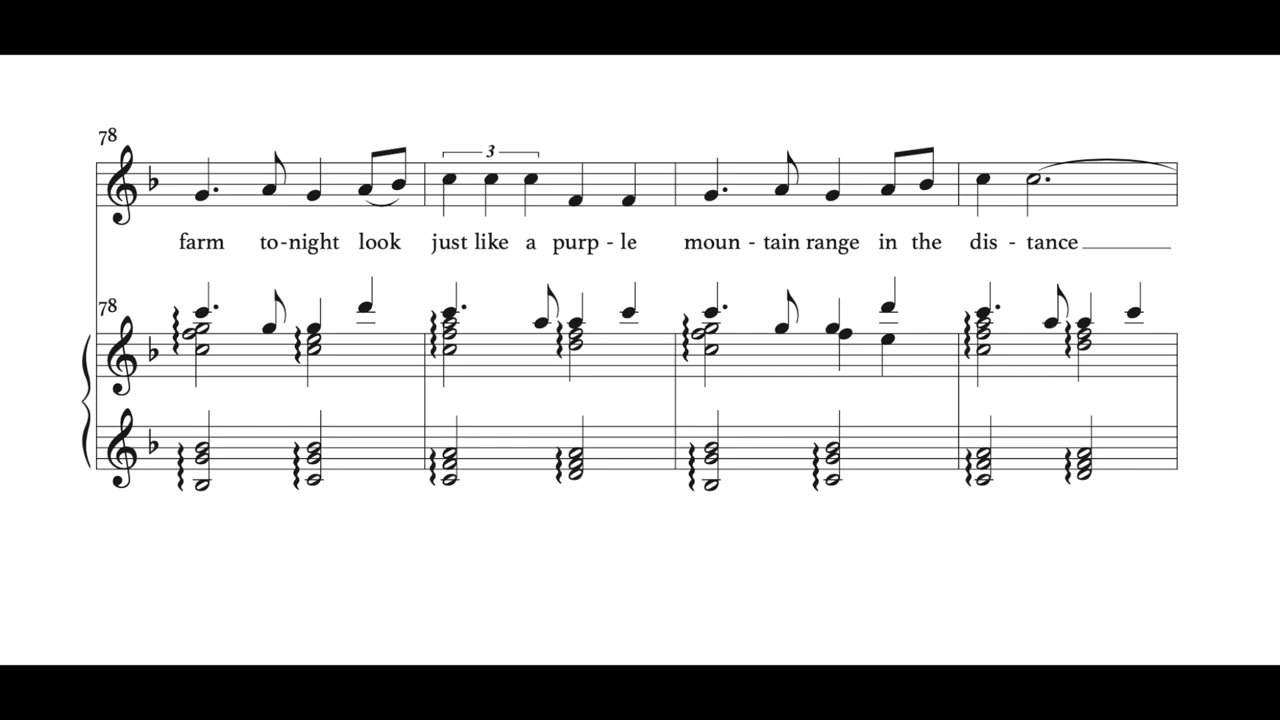 78
3
farm to-night look just like a purp - le moun - tain range in the dis - tance
78